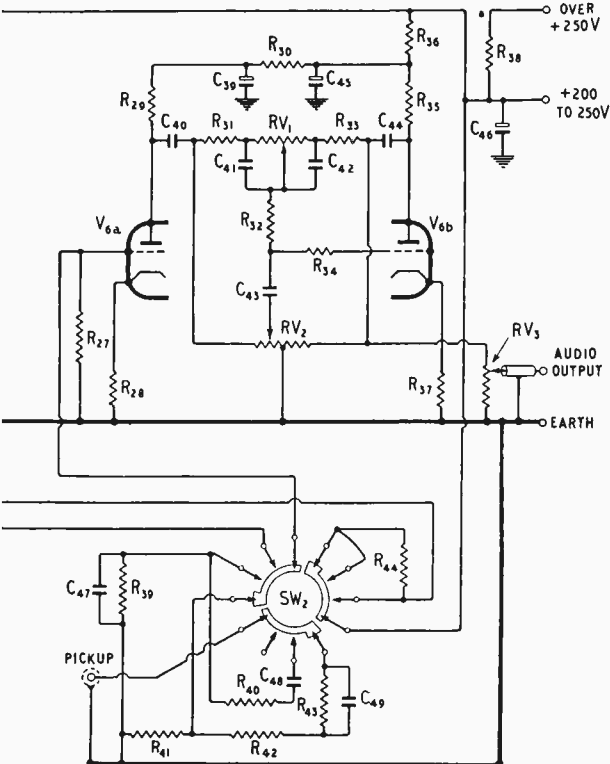 OVER
+250V
R36
R38
R30
C39
C45
R29
R35
+200
TO 250V
C40
R31
RV1
R33
C44
C46
C41
C42
R32
V6a
V6b
R34
C43
R27
RV2
RV3
AUDIO
OUTPUT
R28
R37
EARTH
R44
C47
R39
SW2
PICKUP
R40
C48
R43
C49
R41
R42